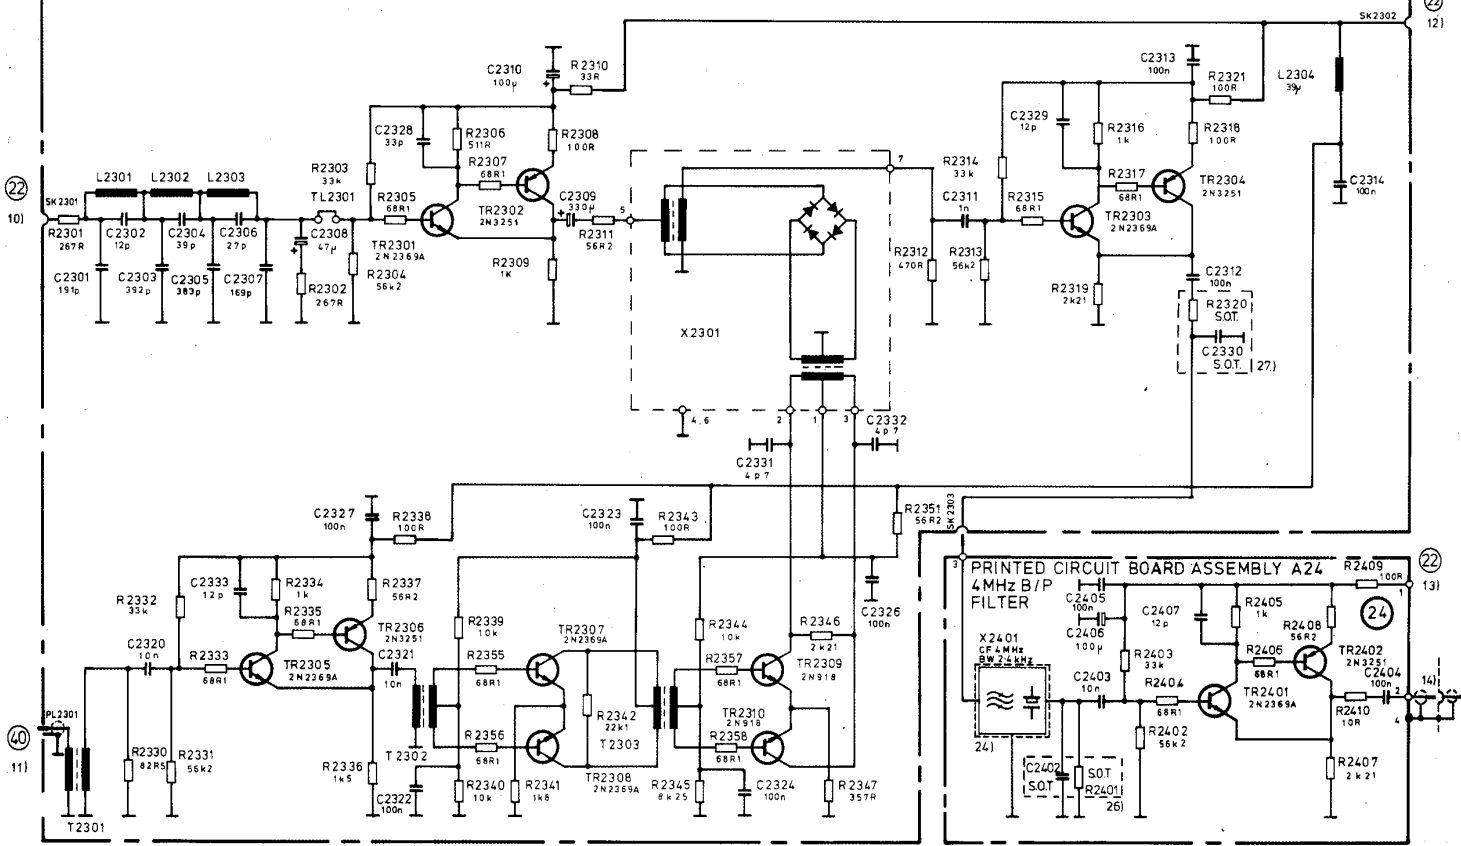 22
12)
SK2302
C2310
100µ
R2310
33R
C2313
100n
R2321
100R
L2304
39µ
C2328
33p
R2306
511R
R2308
100R
C2329
12p
R2316
1k
R2318
100R
R2307
68R1
R2303
33k
R2314
33k
R2317
68R1
TR2304
2N3251
C2314
100n
22
10)
SK2301
L2301
L2302
L2303
TL2301
R2305
68R1
TR2302
2N3251
C2309
330µ
5
7
C2311
1n
R2315
68R1
TR2303
2N2369A
R2301
267R
C2302
12p
C2304
39p
C2306
27p
C2308
47µ
TR2301
2N2369A
R2311
56R2
R2312
470R
R2313
56k2
C2301
191p
C2303
392p
C2305
383p
C2307
169p
R2302
267R
R2304
56k2
R2309
1K
R2319
2k21
C2312
100n
R2320
S.O.T.
C2330
S.O.T.
27)
X2301
4,6
2
1
3
C2332
4p7
C2331
4p7
C2327
100n
R2338
100R
C2323
100n
R2343
100R
R2351
56R2
SK2303
R2332
33k
C2333
12p
R2334
1k
R2337
56R2
R2335
68R1
TR2306
2N3251
C2320
10n
R2333
68R1
TR2305
2N2369A
C2321
10n
R2339
10k
R2355
68R1
TR2307
2N2369A
R2344
10k
R2357
68R1
R2346
2k21
TR2309
2N918
C2326
100n
TR2310
2N918
R2358
68R1
R2342
22k1
T2303
T2302
R2356
68R1
TR2308
2N2369A
40
11)
PL2301
T2301
R2330
82R5
R2331
56k2
R2336
1k5
C2322
100n
R2340
10k
R2341
1k8
R2345
8k25
C2324
100n
R2347
357R
3
PRINTED CIRCUIT BOARD ASSEMBLY A24
4MHz B/P
FILTER
R2409
100R
1
22
13)
24
C2405
100n
C2406
100µ
C2407
12p
R2405
1k
R2408
56R2
X2401
CF 4MHz
BW 2·4kHz
R2403
33k
R2406
68R1
TR2402
2N3251
C2404
100n
14)
2
4
C2403
10n
R2404
68R1
TR2401
2N2369A
R2410
10R
24)
R2402
56k2
R2407
2k21
C2402
S.O.T
S.O.T
R2401
26)